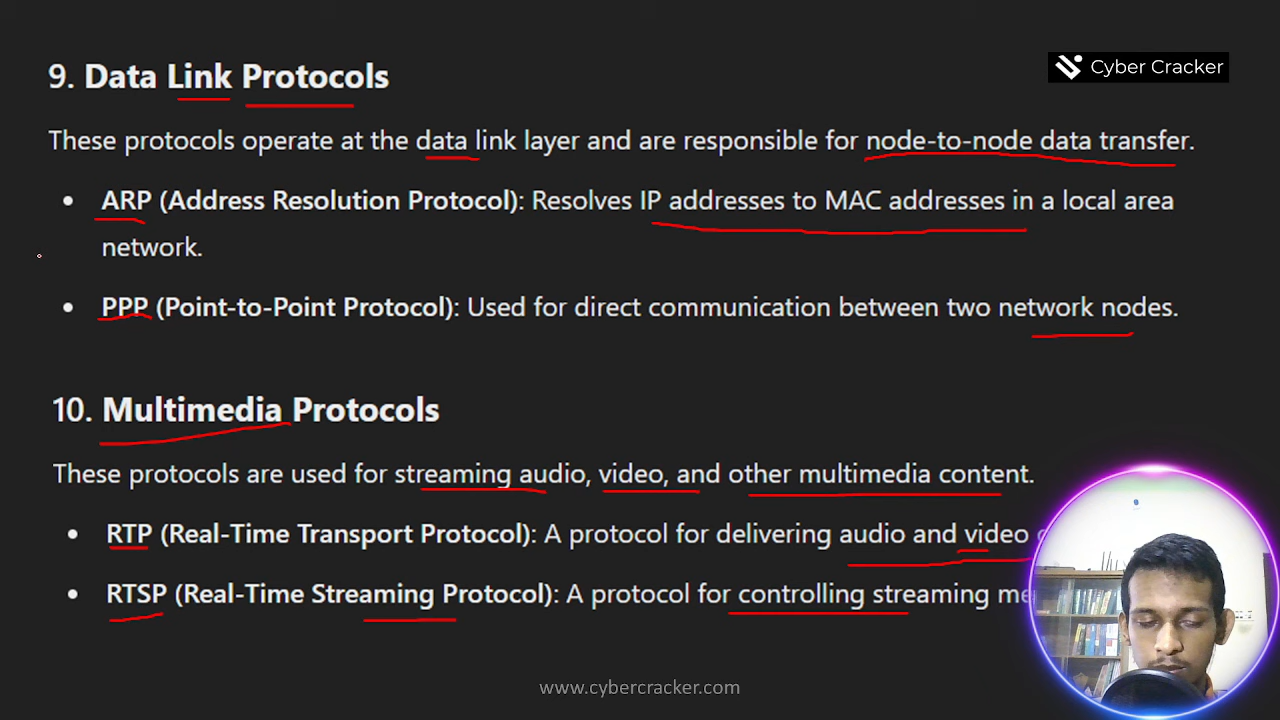 Cyber Cracker
9. Data Link Protocols
These protocols operate at the data link layer and are responsible for node-to-node data transfer.
• ARP (Address Resolution Protocol): Resolves IP addresses to MAC addresses in a local area
network.
• PPP (Point-to-Point Protocol): Used for direct communication between two network nodes.
10. Multimedia Protocols
These protocols are used for streaming audio, video, and other multimedia content.
• RTP (Real-Time Transport Protocol): A protocol for delivering audio and video
• RTSP (Real-Time Streaming Protocol): A protocol for controlling streaming
www.cybercracker.com